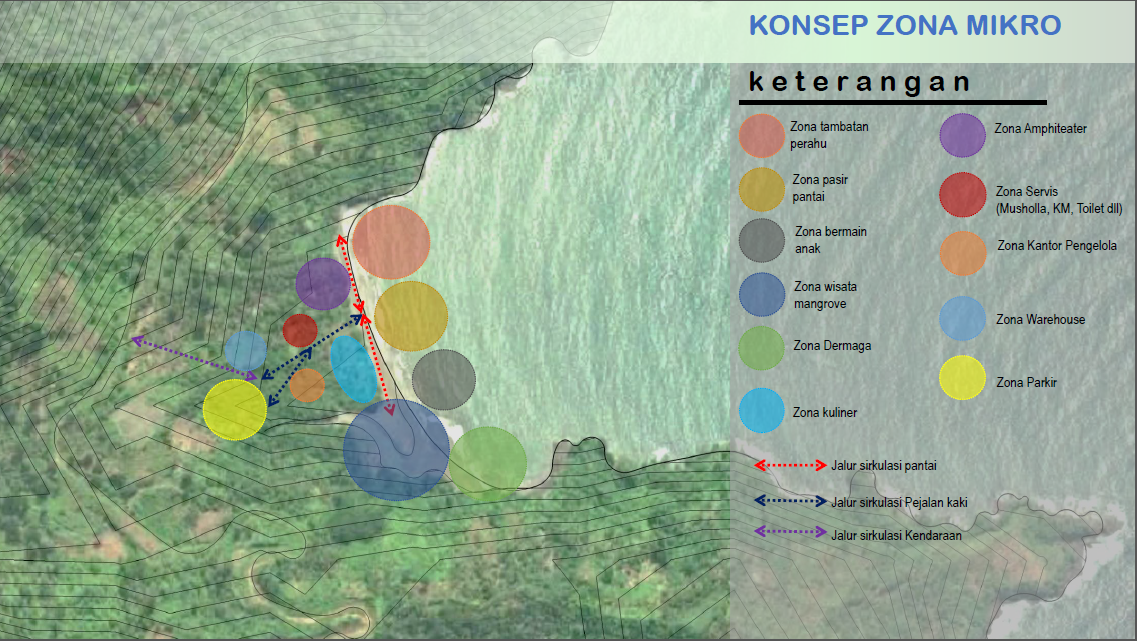 KONSEP ZONA MIKRO
keterangan
Zona tambatan
perahu
Zona pasir
pantai
Zona bermain
anak
Zona wisata
mangrove
Zona Dermaga
Zona kuliner
Zona Amphiteater
Zona Servis
(Musholla, KM, Toilet dll)
Zona Kantor Pengelola
Zona Warehouse
Zona Parkir
Jalur sirkulasi pantai
Jalur sirkulasi Pejalan kaki
Jalur sirkulasi Kendaraan